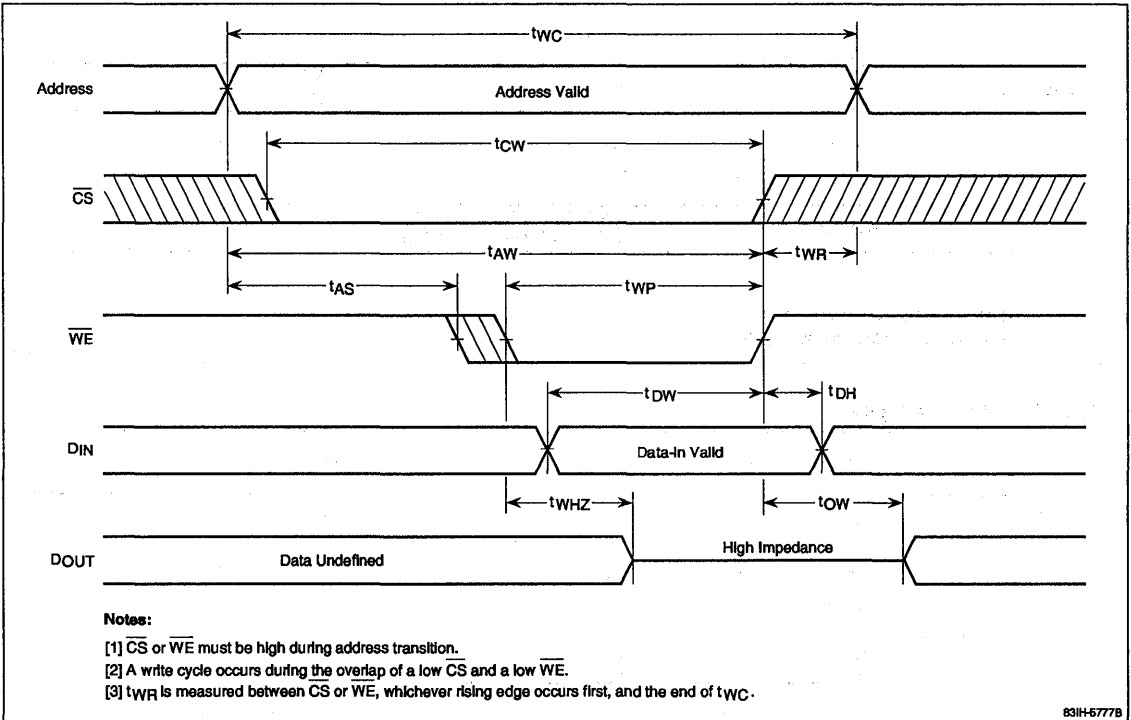 tWC
Address
Address Valid
tCW
CS
tAW
tWR
tAS
tWP
WE
tDW
tDH
DIN
Data-In Valid
tWHZ
tOW
DOUT
Data Undefined
High Impedance
Notes:
[1] CS or WE must be high during address transition.
[2] A write cycle occurs during the overlap of a low CS and a low WE.
[3] tWR is measured between CS or WE, whichever rising edge occurs first, and the end of tWC.
83IH-5777B